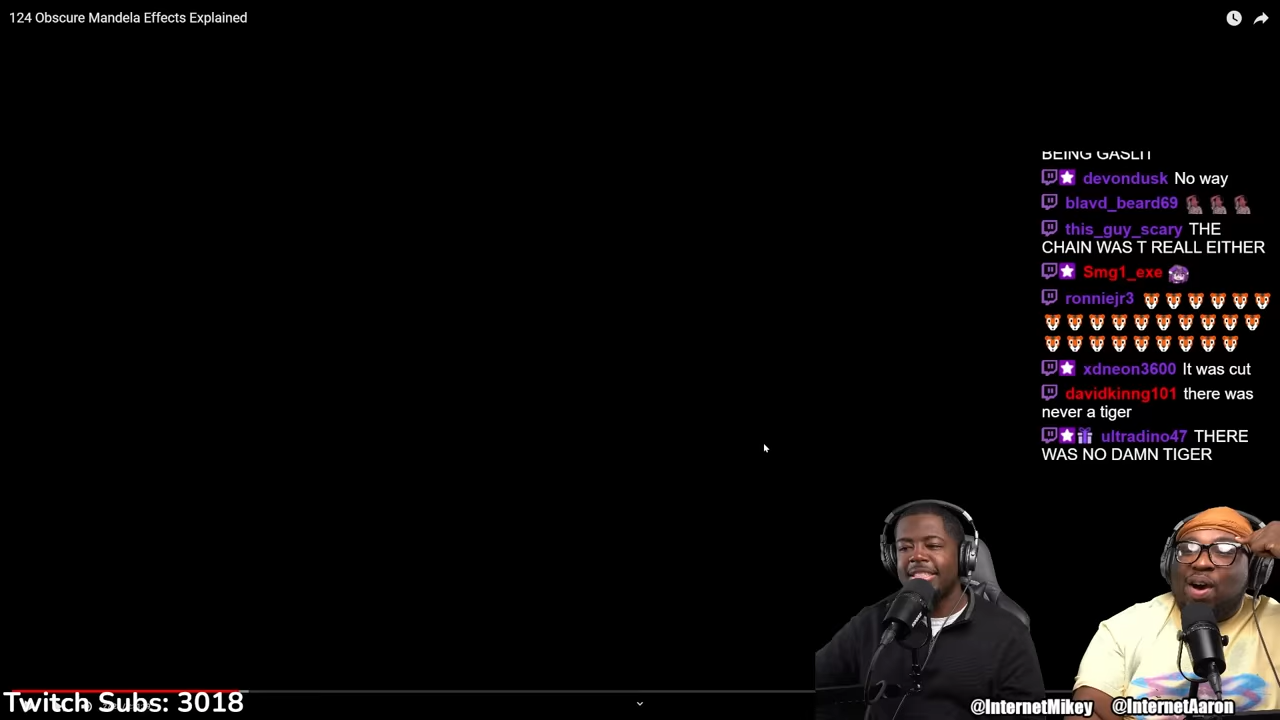 124 Obscure Mandela Effects Explained
BEING GASLIT
devondusk No way
blavd_beard69
this_guy_scary THE
CHAIN WAS T REALL EITHER
Smg1_exe
ronniejr3
xdneon3600 It was cut
davidkinng101 there was
never a tiger
ultradino47 THERE
WAS NO DAMN TIGER
Twitch Subs: 3018
@InternetMikey
@InternetAaron